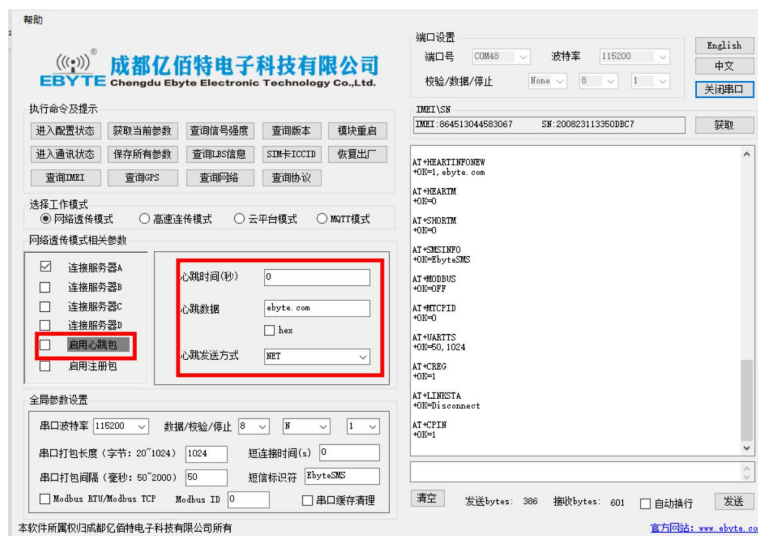 帮助
((·))®
EBYTE 成都亿佰特电子科技有限公司
Chengdu Ebyte Electronic Technology Co.,Ltd.
执行命令及提示
进入配置状态 获取当前参数 查询信号强度 查询版本 模块重启
进入通讯状态 保存所有参数 查询LBS信息 SIM卡ICCID 恢复出厂
查询IMEI 查询GPS 查询网络 查询协议
选择工作模式
网络透传模式 高速连传模式 云平台模式 MQTT模式
网络透传模式相关参数
连接服务器A
连接服务器B
连接服务器C
连接服务器D
启用心跳包
启用注册包
心跳时间(秒) 0
心跳数据 ebyte.com
hex
心跳发送方式 NET
全局参数设置
串口波特率 115200 数据/校验/停止 8 N 1
串口打包长度 (字节: 20~1024) 1024 短连接时间(s) 0
串口打包间隔 (毫秒: 50~2000) 50 短信标识符 EbyteSMS
Modbus RTU/Modbus TCP Modbus ID 0 串口缓存清理
本软件所属权归成都亿佰特电子科技有限公司所有
端口设置
端口号 COM48 波特率 115200
校验/数据/停止 None 8 1
English
中文
关闭串口
IMEI\SN
IMEI:864513044583067 SN:200823113350DBC7 获取
AT+HEARTINFONEW
+OK=1,ebyte.com
AT+HEARTM
+OK=0
AT+SHORTM
+OK=0
AT+SMSINFO
+OK=EbyteSMS
AT+MODBUS
+OK=OFF
AT+MTCPID
+OK=0
AT+UARTTS
+OK=50,1024
AT+CREG
+OK=1
AT+LINKSTA
+OK=Disconnect
AT+CPIN
+OK=1
清空 发送bytes: 386 接收bytes: 601 自动换行 发送
官方网站: www.ebyte.co